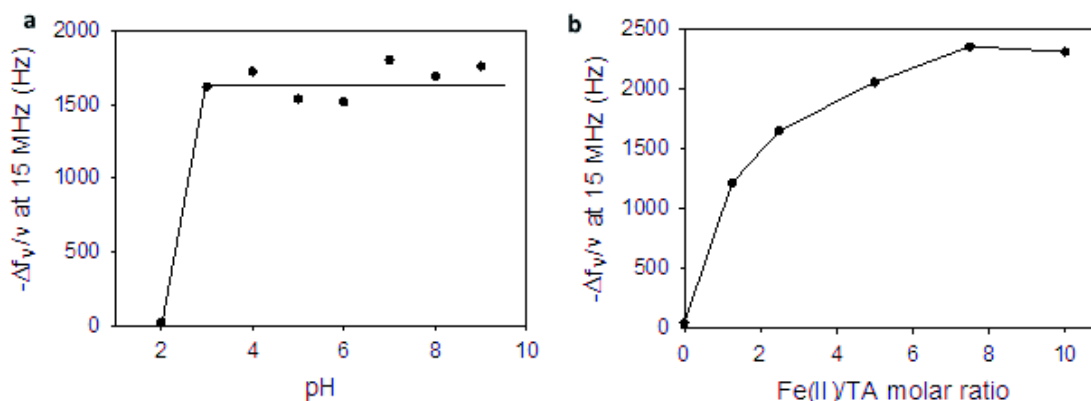 a
2000
1500
1000
500
0
2 4 6 8 10
pH
-Δfν/ν at 15 MHz (Hz)
b
2500
2000
1500
1000
500
0
0 2 4 6 8 10
Fe(II)/TA molar ratio
-Δfν/ν at 15 MHz (Hz)